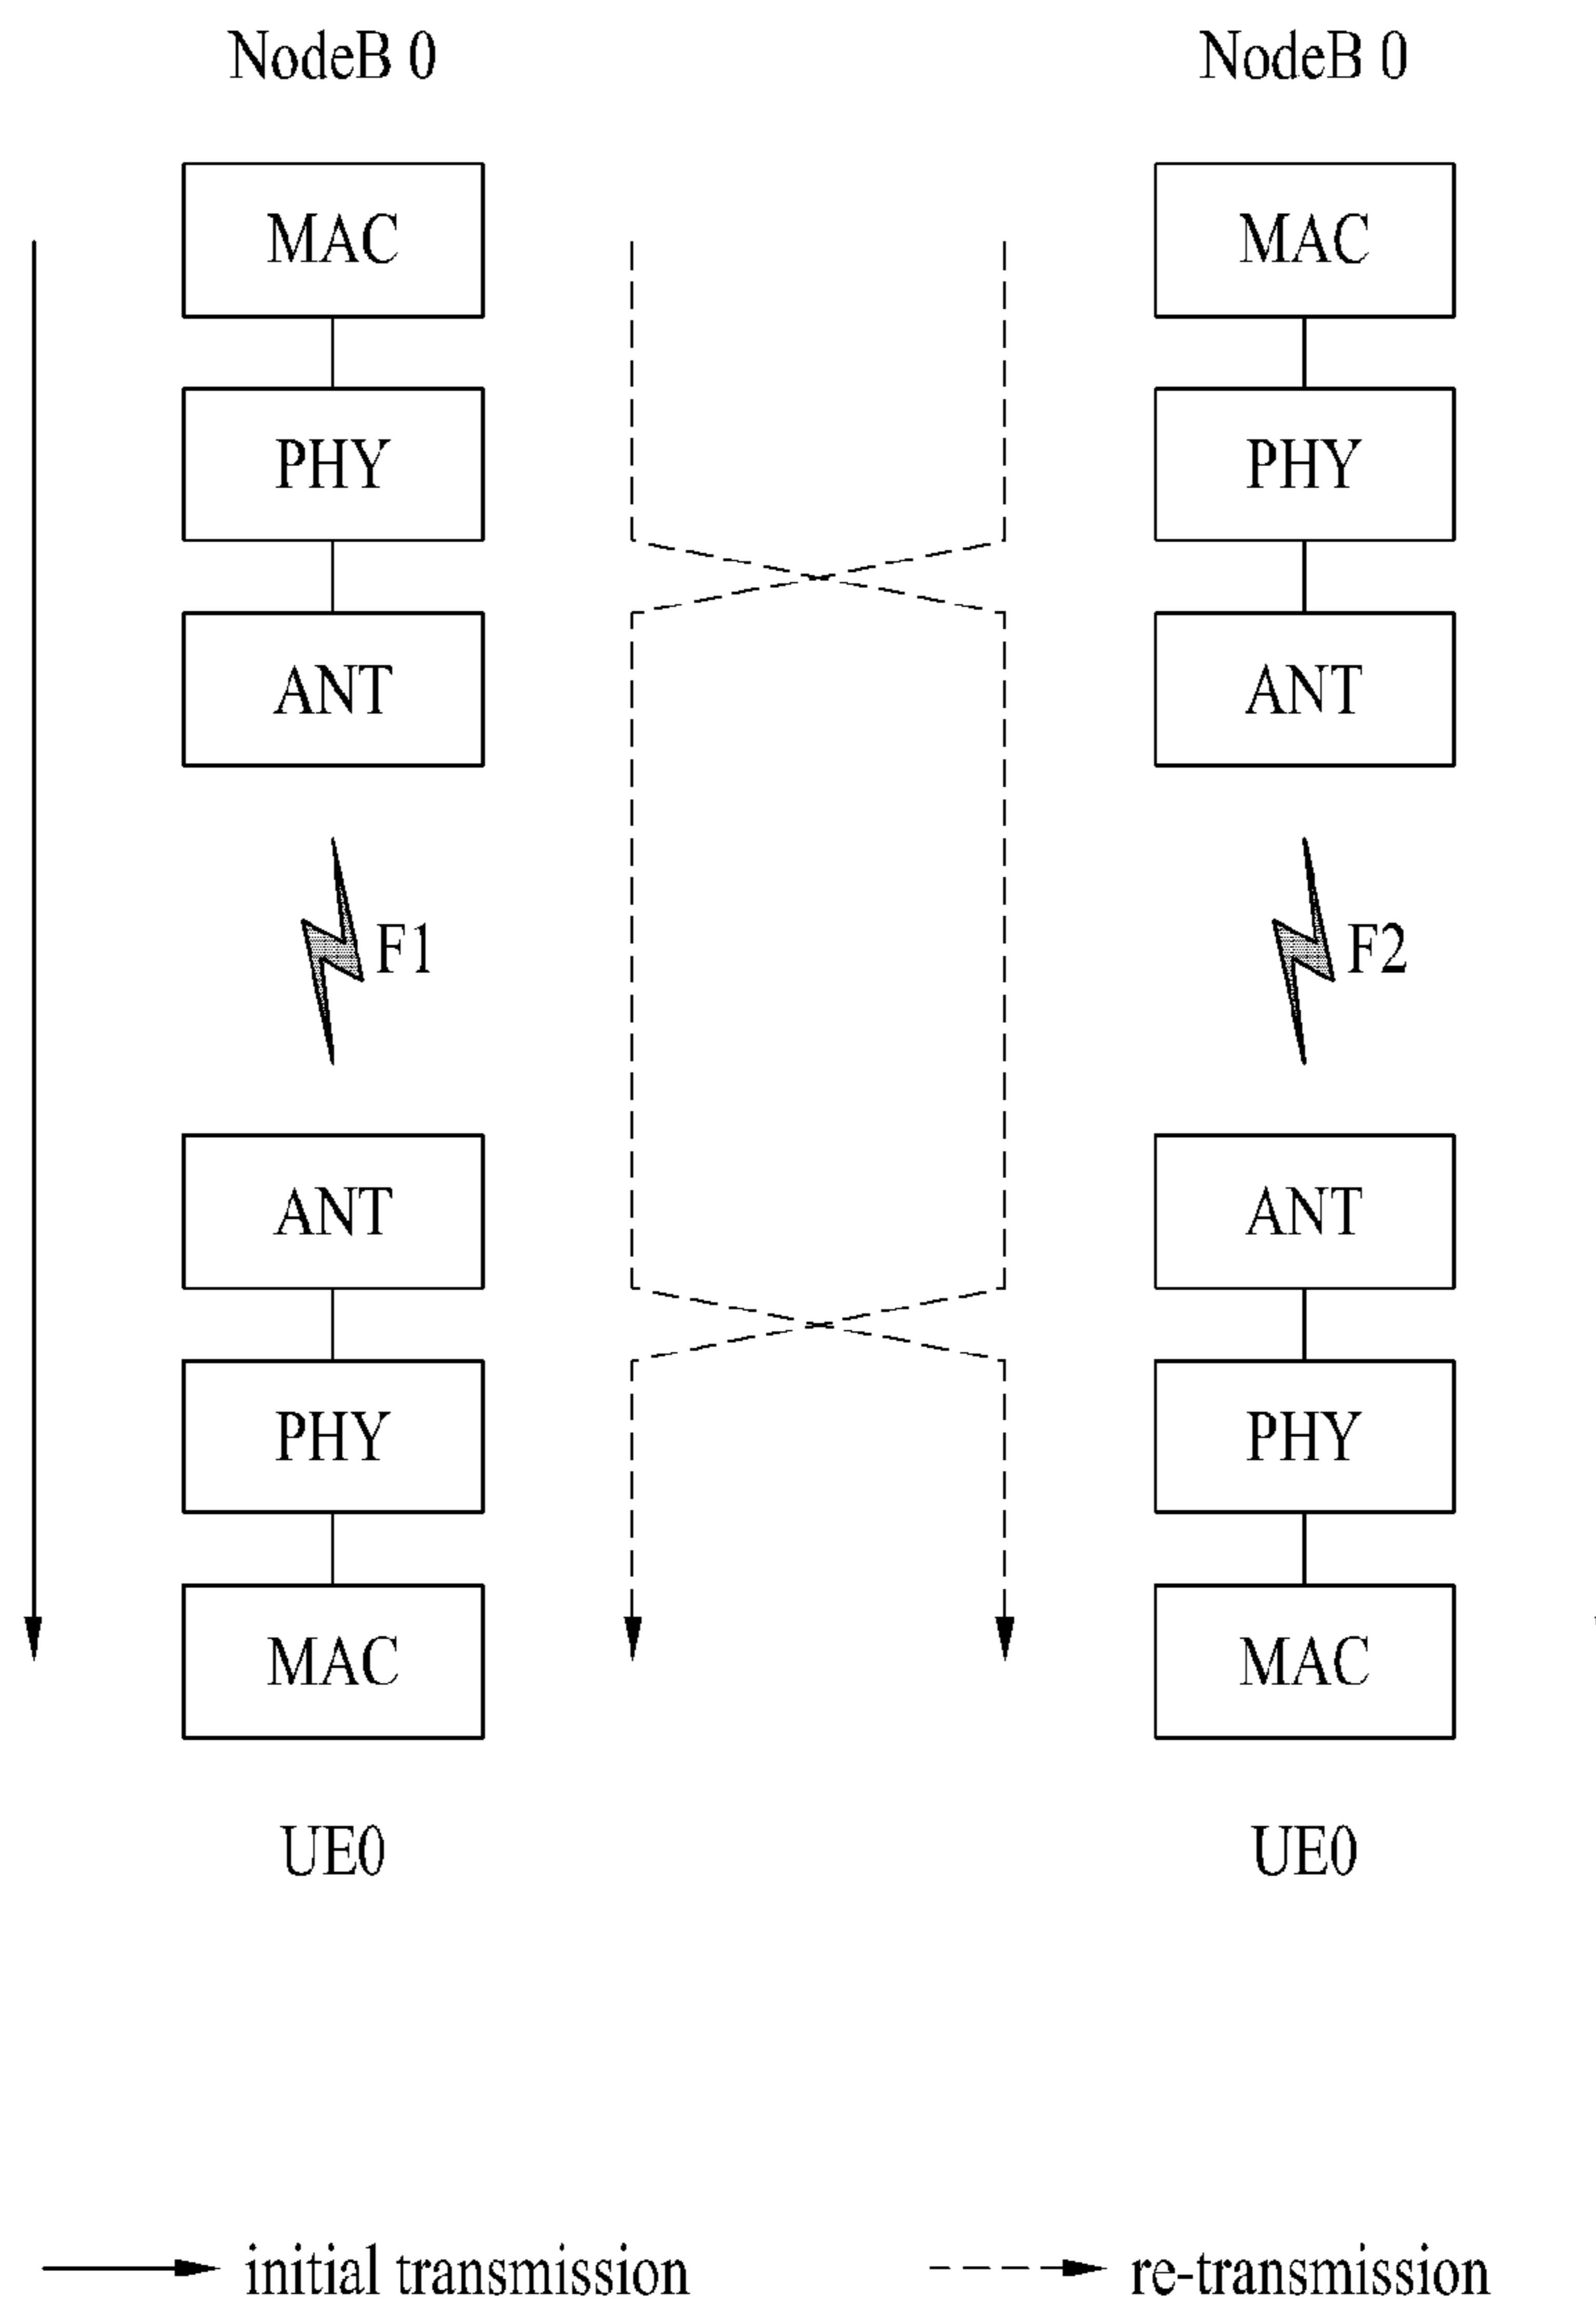 NodeB 0
NodeB 0
MAC
MAC
PHY
PHY
ANT
ANT
F1
F2
ANT
ANT
PHY
PHY
MAC
MAC
UE0
UE0
initial transmission
re-transmission